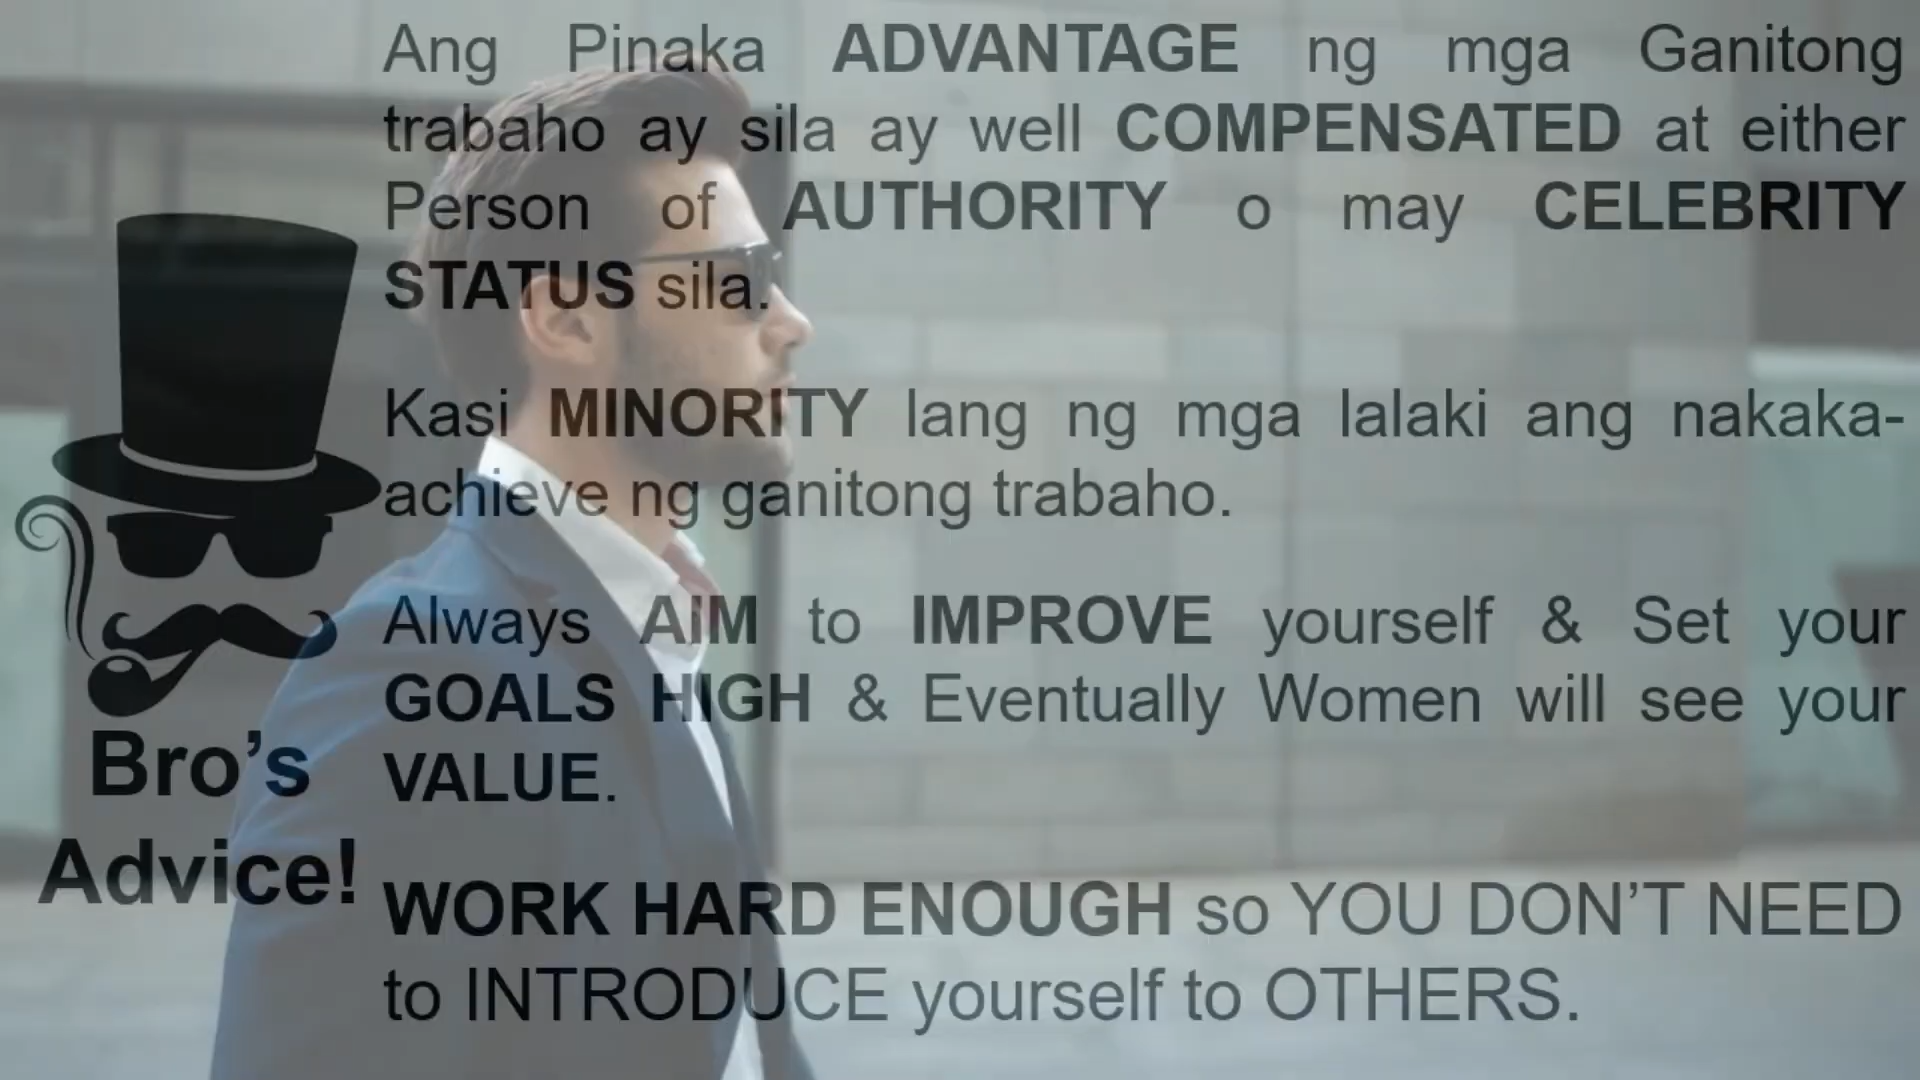 Ang Pinaka ADVANTAGE ng mga Ganitong
trabaho ay sila ay well COMPENSATED at either
Person of AUTHORITY o may CELEBRITY
STATUS sila.
Kasi MINORITY lang ng mga lalaki ang nakaka-
achieve ng ganitong trabaho.
Always AiM to IMPROVE yourself & Set your
GOALS HIGH & Eventually Women will see your
VALUE.
WORK HARD ENOUGH so YOU DON'T NEED
to INTRODUCE yourself to OTHERS.
Bro's
Advice!